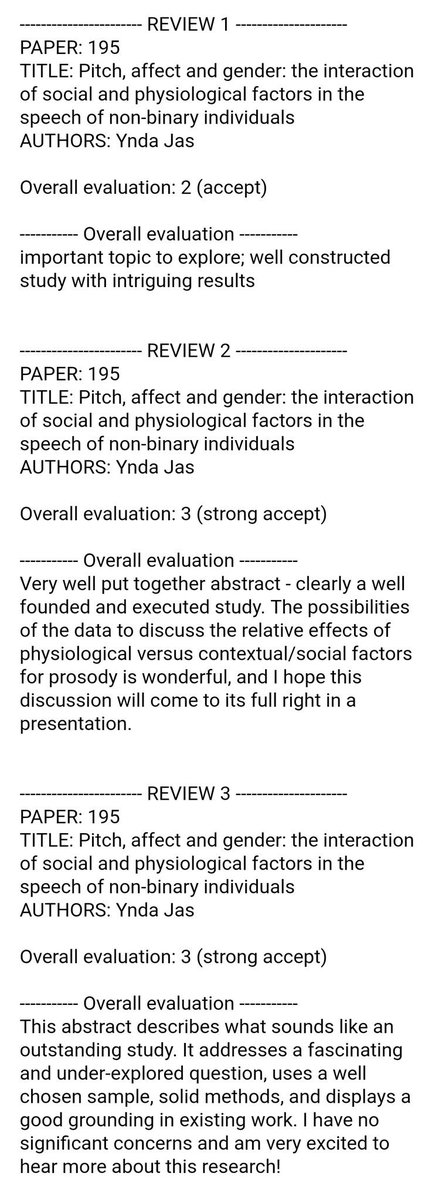 ----------------------- REVIEW 1 ---------------------
PAPER: 195
TITLE: Pitch, affect and gender: the interaction
of social and physiological factors in the
speech of non-binary individuals
AUTHORS: Ynda Jas
Overall evaluation: 2 (accept)
----------- Overall evaluation -----------
important topic to explore; well constructed
study with intriguing results
----------------------- REVIEW 2 ---------------------
PAPER: 195
TITLE: Pitch, affect and gender: the interaction
of social and physiological factors in the
speech of non-binary individuals
AUTHORS: Ynda Jas
Overall evaluation: 3 (strong accept)
----------- Overall evaluation -----------
Very well put together abstract - clearly a well
founded and executed study. The possibilities
of the data to discuss the relative effects of
physiological versus contextual/social factors
for prosody is wonderful, and I hope this
discussion will come to its full right in a
presentation.
----------------------- REVIEW 3 ---------------------
PAPER: 195
TITLE: Pitch, affect and gender: the interaction
of social and physiological factors in the
speech of non-binary individuals
AUTHORS: Ynda Jas
Overall evaluation: 3 (strong accept)
----------- Overall evaluation -----------
This abstract describes what sounds like an
outstanding study. It addresses a fascinating
and under-explored question, uses a well
chosen sample, solid methods, and displays a
good grounding in existing work. I have no
significant concerns and am very excited to
hear more about this research!